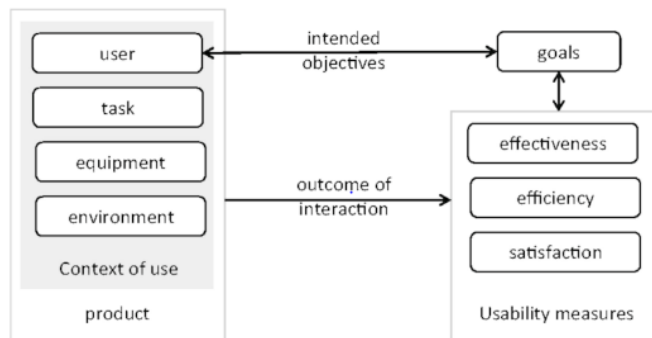 user
task
equipment
environment
Context of use
product
intended
objectives
outcome of
interaction
goals
effectiveness
efficiency
satisfaction
Usability measures